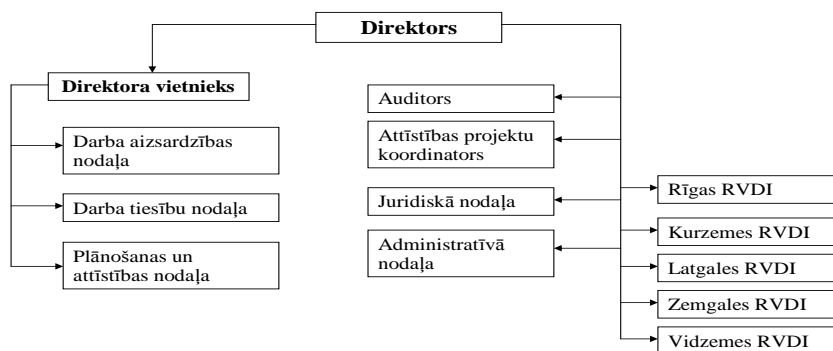 Direktors
Direktora vietnieks
Darba aizsardzības
nodaļa
Darba tiesību nodaļa
Plānošanas un
attīstības nodaļa
Auditors
Attīstības projektu
koordinators
Juridiskā nodaļa
Administratīvā
nodaļa
Rīgas RVDI
Kurzemes RVDI
Latgales RVDI
Zemgales RVDI
Vidzemes RVDI